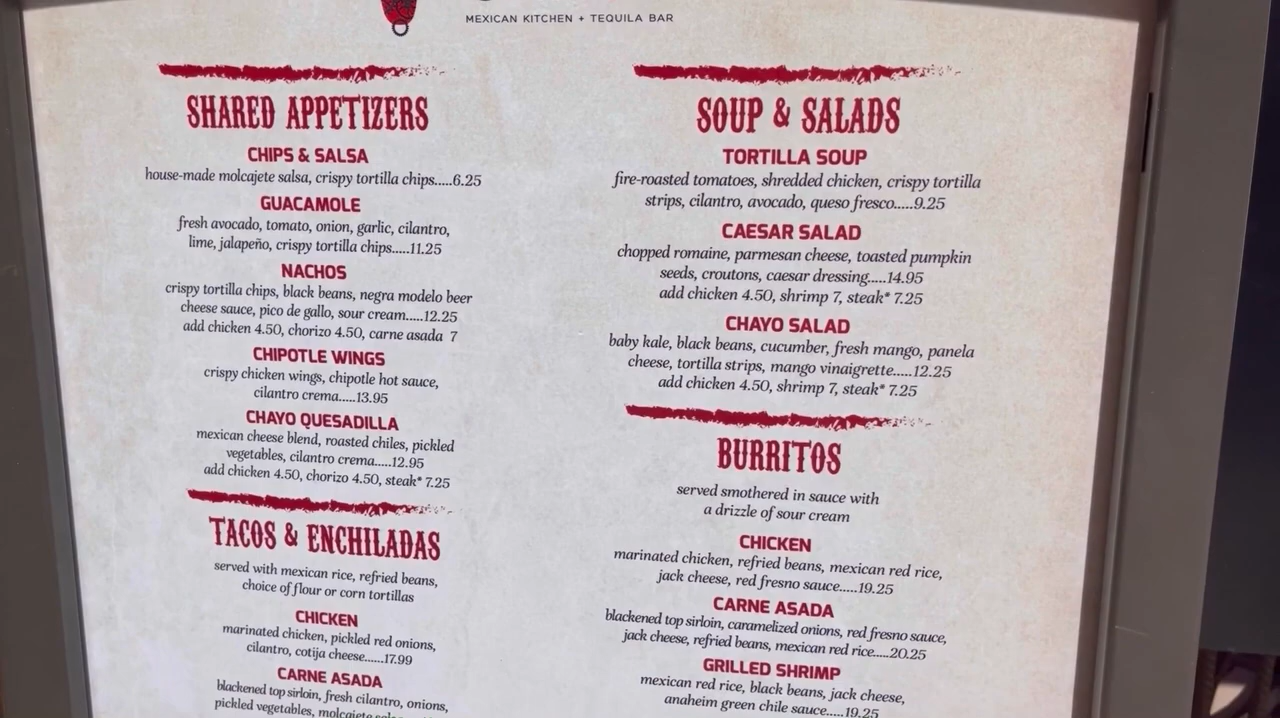 MEXICAN KITCHEN + TEQUILA BAR
SHARED APPETIZERS
CHIPS & SALSA
house-made molcajete salsa, crispy tortilla chips.....6.25
GUACAMOLE
fresh avocado, tomato, onion, garlic, cilantro,
lime, jalapeño, crispy tortilla chips.....11.25
NACHOS
crispy tortilla chips, black beans, negra modelo beer
cheese sauce, pico de gallo, sour cream.....12.25
add chicken 4.50, chorizo 4.50, carne asada 7
CHIPOTLE WINGS
crispy chicken wings, chipotle hot sauce,
cilantro crema.....13.95
CHAYO QUESADILLA
mexican cheese blend, roasted chiles, pickled
vegetables, cilantro crema.....12.95
add chicken 4.50, chorizo 4.50, steak* 7.25
TACOS & ENCHILADAS
served with mexican rice, refried beans,
choice of flour or corn tortillas
CHICKEN
marinated chicken, pickled red onions,
cilantro, cotija cheese......17.99
CARNE ASADA
blackened top sirloin, fresh cilantro, onions,
pickled vegetables, molcajete
SOUP & SALADS
TORTILLA SOUP
fire-roasted tomatoes, shredded chicken, crispy tortilla
strips, cilantro, avocado, queso fresco.....9.25
CAESAR SALAD
chopped romaine, parmesan cheese, toasted pumpkin
seeds, croutons, caesar dressing.....14.95
add chicken 4.50, shrimp 7, steak* 7.25
CHAYO SALAD
baby kale, black beans, cucumber, fresh mango, panela
cheese, tortilla strips, mango vinaigrette.....12.25
add chicken 4.50, shrimp 7, steak* 7.25
BURRITOS
served smothered in sauce with
a drizzle of sour cream
CHICKEN
marinated chicken, refried beans, mexican red rice,
jack cheese, red fresno sauce.....19.25
CARNE ASADA
blackened top sirloin, caramelized onions, red fresno sauce,
jack cheese, refried beans, mexican red rice.....20.25
GRILLED SHRIMP
mexican red rice, black beans, jack cheese,
anaheim green chile sauce.....19.25